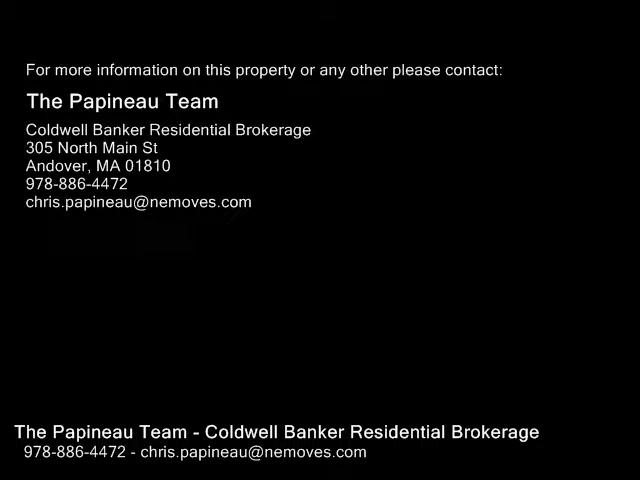 For more information on this property or any other please contact:
The Papineau Team
Coldwell Banker Residential Brokerage
305 North Main St
Andover, MA 01810
978-886-4472
chris.papineau@nemoves.com
The Papineau Team - Coldwell Banker Residential Brokerage
978-886-4472 - chris.papineau@nemoves.com